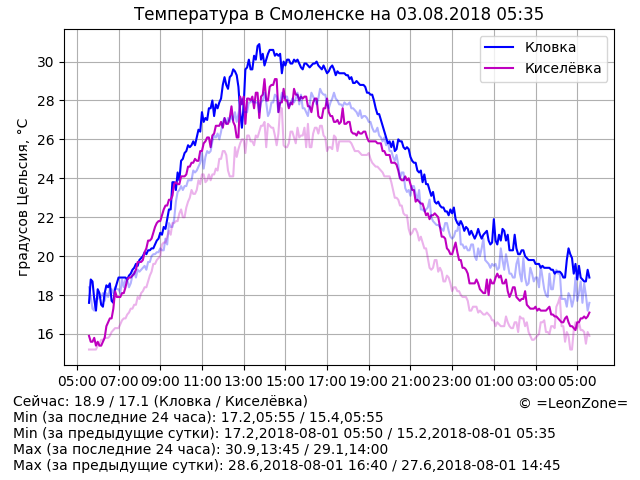 Температура в Смоленске на 03.08.2018 05:35
градусов Цельсия, °C
30
28
26
24
22
20
18
16
Кловка
Киселёвка
05:00 07:00 09:00 11:00 13:00 15:00 17:00 19:00 21:00 23:00 01:00 03:00 05:00
Сейчас: 18.9 / 17.1 (Кловка / Киселёвка)
© =LeonZone=
Min (за последние 24 часа): 17.2,05:55 / 15.4,05:55
Min (за предыдущие сутки): 17.2,2018-08-01 05:50 / 15.2,2018-08-01 05:35
Max (за последние 24 часа): 30.9,13:45 / 29.1,14:00
Max (за предыдущие сутки): 28.6,2018-08-01 16:40 / 27.6,2018-08-01 14:45